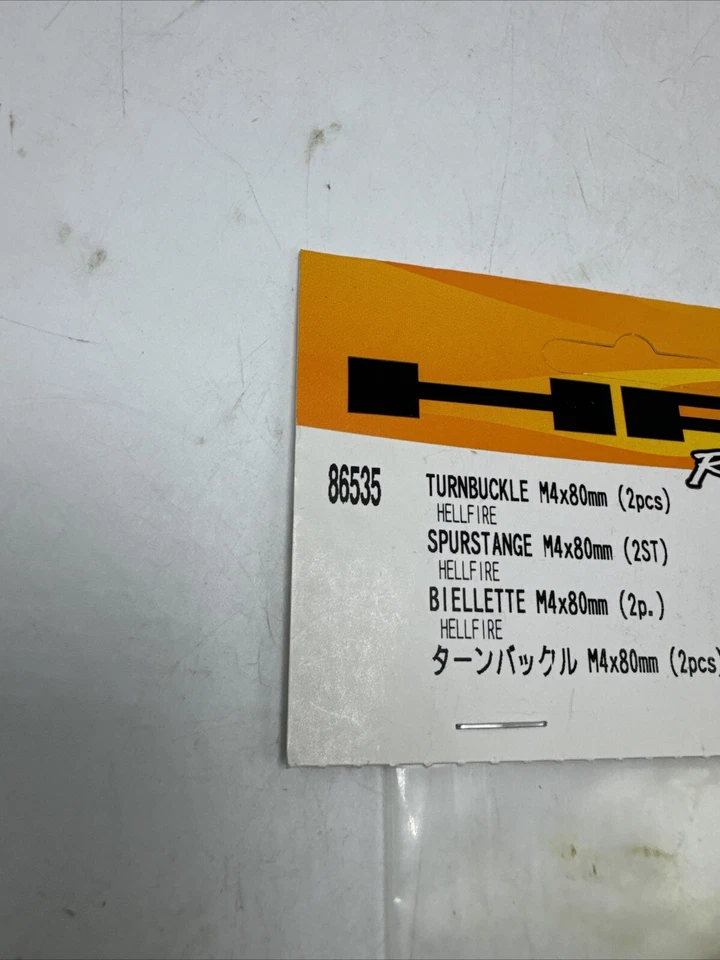 HP
R
86535
TURNBUCKLE M4x80mm (2pcs)
HELLFIRE
SPURSTANGE M4x80mm (2ST)
HELLFIRE
BIELLETTE M4x80mm (2p.)
HELLFIRE
ターンバックル M4x80mm (2pcs)